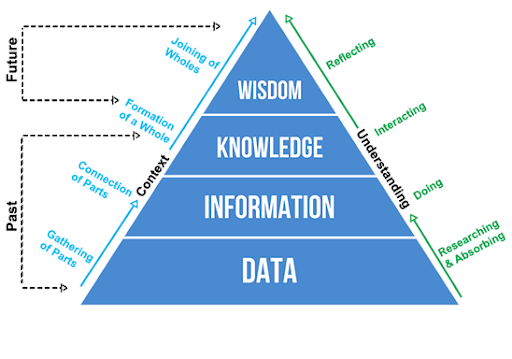 Future
Past
Joining of
Wholes
Formation
of a Whole
Connection
of Parts
Gathering
of Parts
Context
WISDOM
KNOWLEDGE
INFORMATION
DATA
Understanding
Reflecting
Interacting
Doing
Researching
& Absorbing